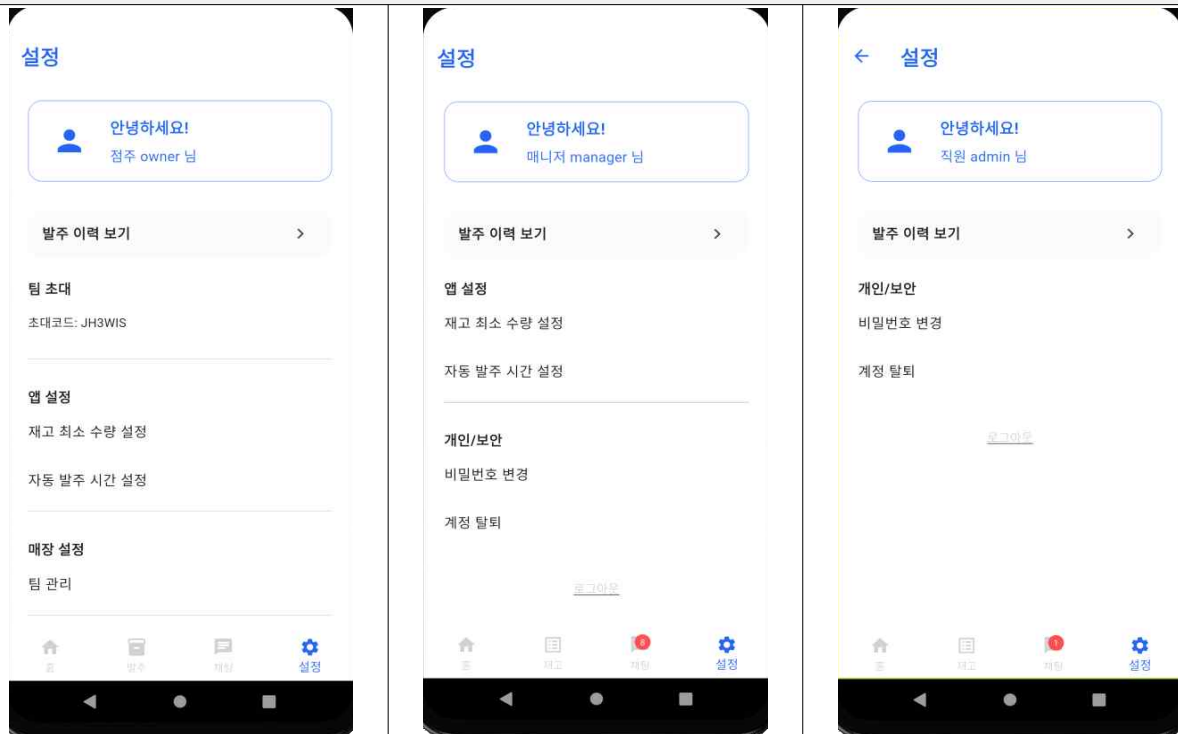 설정
안녕하세요!
점주 owner 님
발주 이력 보기
팀 초대
초대코드: JH3WIS
앱 설정
재고 최소 수량 설정
자동 발주 시간 설정
매장 설정
팀 관리
홈
발주
채팅
설정
설정
안녕하세요!
매니저 manager 님
발주 이력 보기
앱 설정
재고 최소 수량 설정
자동 발주 시간 설정
개인/보안
비밀번호 변경
계정 탈퇴
로그아웃
8
홈
재고
채팅
설정
설정
안녕하세요!
직원 admin 님
발주 이력 보기
개인/보안
비밀번호 변경
계정 탈퇴
로그아웃
1
홈
재고
채팅
설정